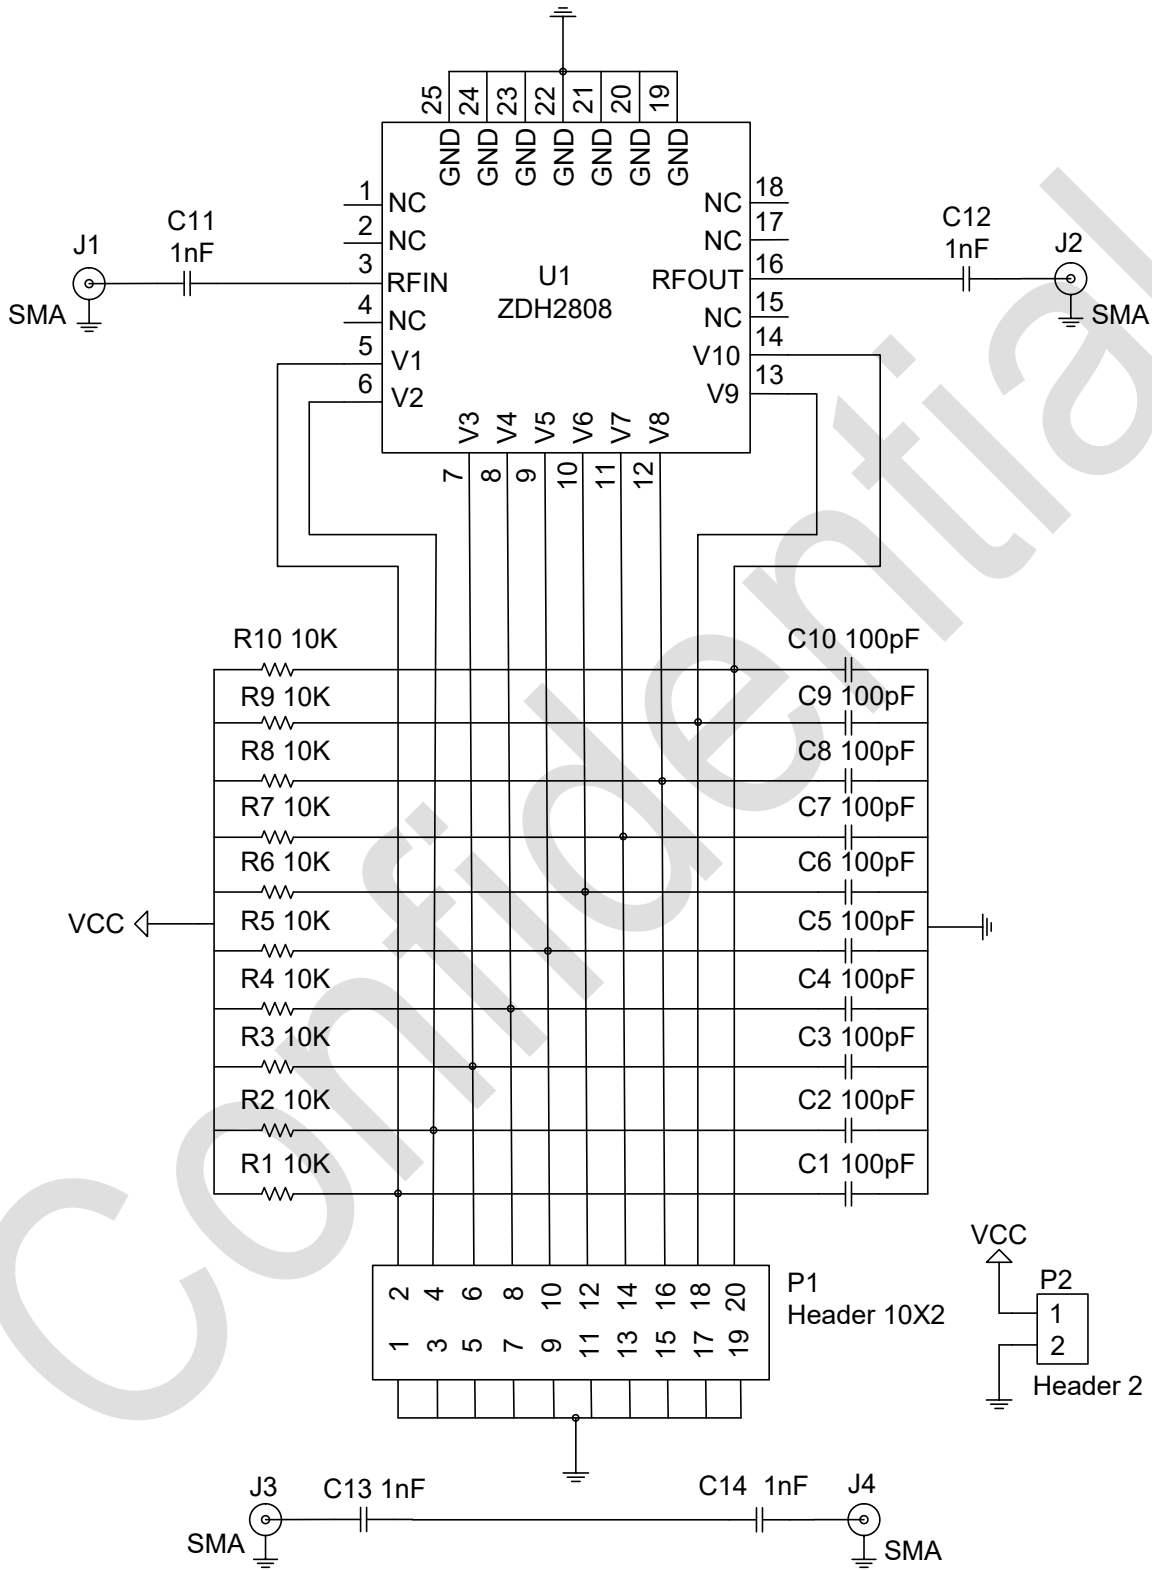 25 24 23 22 21 20 19
GND GND GND GND GND GND GND
1 NC
2 NC
3 RFIN
4 NC
5 V1
6 V2
U1
ZDH2808
18 NC
17 NC
16 RFOUT
15 NC
14 V10
13 V9
V3 V4 V5 V6 V7 V8
7 8 9 10 11 12
J1
SMA
C11
1nF
C12
1nF
J2
SMA
R10 10K
C10 100pF
R9 10K
C9 100pF
R8 10K
C8 100pF
R7 10K
C7 100pF
R6 10K
C6 100pF
VCC
R5 10K
C5 100pF
R4 10K
C4 100pF
R3 10K
C3 100pF
R2 10K
C2 100pF
R1 10K
C1 100pF
2 4 6 8 10 12 14 16 18 20
1 3 5 7 9 11 13 15 17 19
P1
Header 10X2
VCC
P2
1
2
Header 2
J3
SMA
C13 1nF
C14 1nF
J4
SMA
Confidential